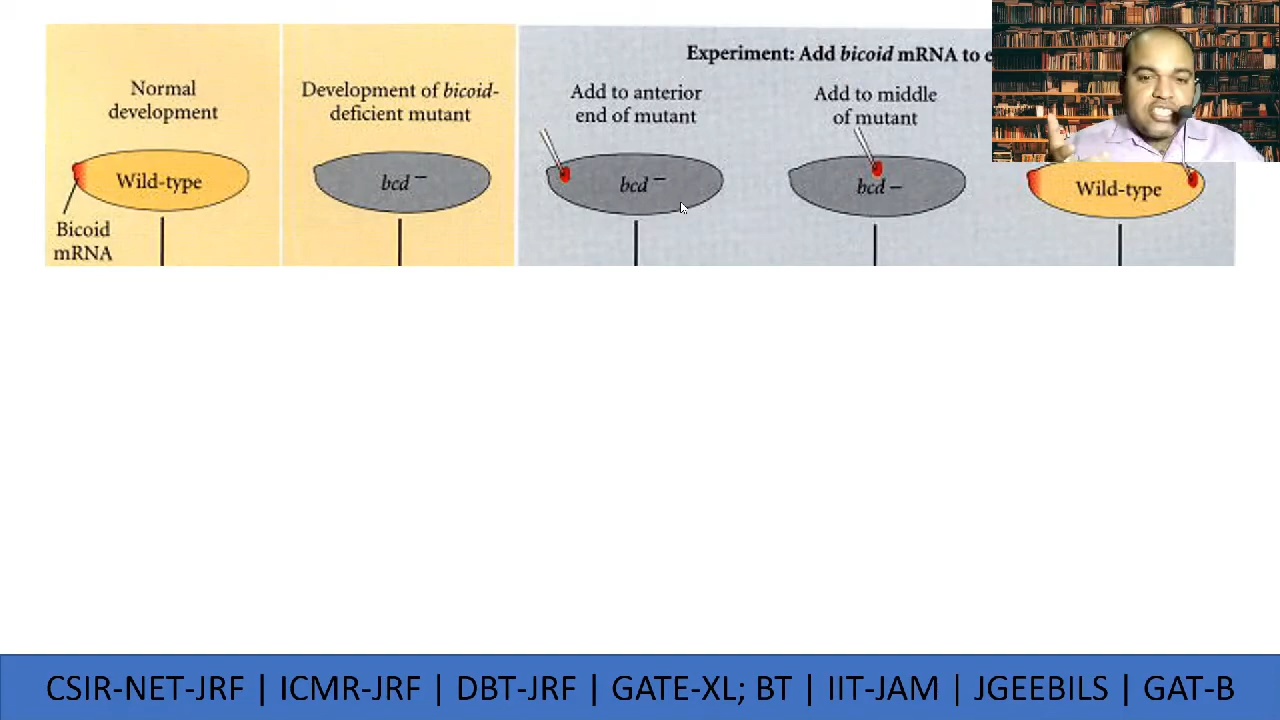 Experiment: Add bicoid mRNA to
Normal
development
Development of bicoid-
deficient mutant
Add to anterior
end of mutant
Add to middle
of mutant
Wild-type
bcd –
bcd –
bcd –
Wild-type
Bicoid
mRNA
CSIR-NET-JRF | ICMR-JRF | DBT-JRF | GATE-XL; BT | IIT-JAM | JGEEBILS | GAT-B